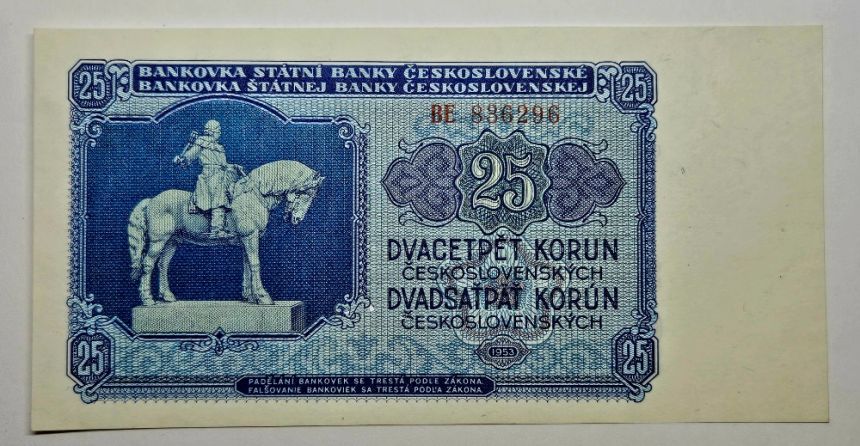 25 BANKOVKA STÁTNÍ BANKY ČESKOSLOVENSKÉ 25
BANKOVKA ŠTÁTNEJ BANKY ČESKOSLOVENSKEJ
BE 836296
25
DVACETPĚT KORUN
ČESKOSLOVENSKÝCH
DVADSAŤPÄŤ KORÚN
ČESKOSLOVENSKÝCH
1953
25 25
PADĚLÁNÍ BANKOVEK SE TRESTÁ PODLE ZÁKONA.
FALŠOVANIE BANKOVIEK SA TRESTÁ PODĽA ZÁKONA.